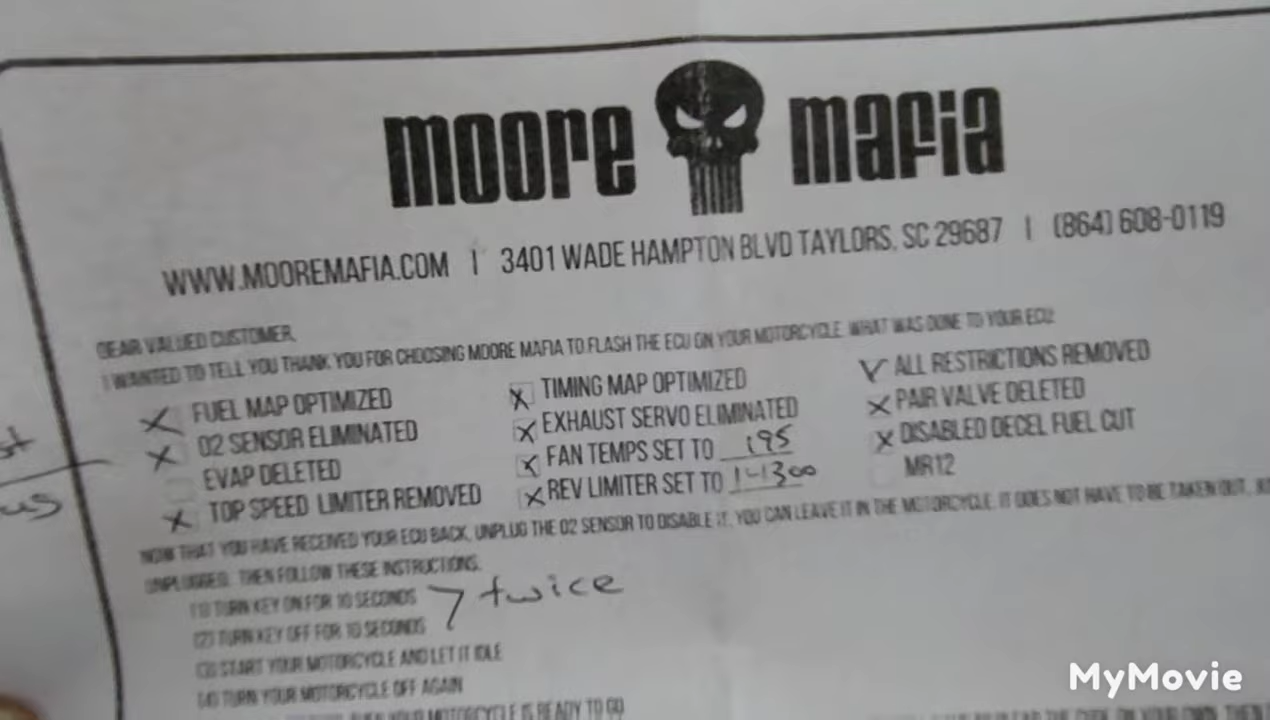 moore mafia
WWW.MOOREMAFIA.COM | 3401 WADE HAMPTON BLVD TAYLORS, SC 29687 | (864) 608-0119
DEAR VALUED CUSTOMER,
I WANTED TO TELL YOU THANK YOU FOR CHOOSING MOORE MAFIA TO FLASH THE ECU ON YOUR MOTORCYCLE. WHAT WAS DONE TO YOUR ECU:
X FUEL MAP OPTIMIZED X TIMING MAP OPTIMIZED ALL RESTRICTIONS REMOVED
X O2 SENSOR ELIMINATED X EXHAUST SERVO ELIMINATED X PAIR VALVE DELETED
EVAP DELETED X FAN TEMPS SET TO 195 X DISABLED DECEL FUEL CUT
X TOP SPEED LIMITER REMOVED X REV LIMITER SET TO MR12
us
NOW THAT YOU HAVE RECEIVED YOUR ECU BACK, UNPLUG THE O2 SENSOR TO DISABLE IT. YOU CAN LEAVE IT IN THE MOTORCYCLE. IT DOES NOT HAVE TO BE TAKEN OUT,
UNPLUGGED. THEN FOLLOW THESE INSTRUCTIONS.
(1) TURN KEY ON FOR 10 SECONDS
twice
(2) TURN KEY OFF FOR 10 SECONDS
(3) START YOUR MOTORCYCLE AND LET IT IDLE
(4) TURN YOUR MOTORCYCLE OFF AGAIN
YOUR MOTORCYCLE IS READY TO GO
MyMovie